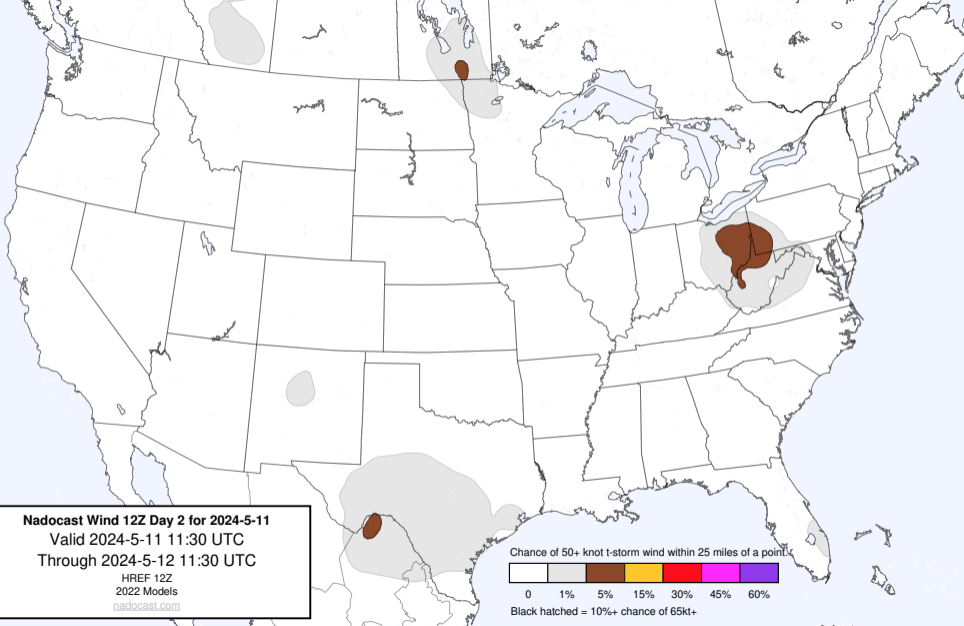 Nadocast Wind 12Z Day 2 for 2024-5-11
Valid 2024-5-11 11:30 UTC
Through 2024-5-12 11:30 UTC
HREF 12Z
2022 Models
nadocast.com
Chance of 50+ knot t-storm wind within 25 miles of a point.
0 1% 5% 15% 30% 45% 60%
Black hatched = 10%+ chance of 65kt+